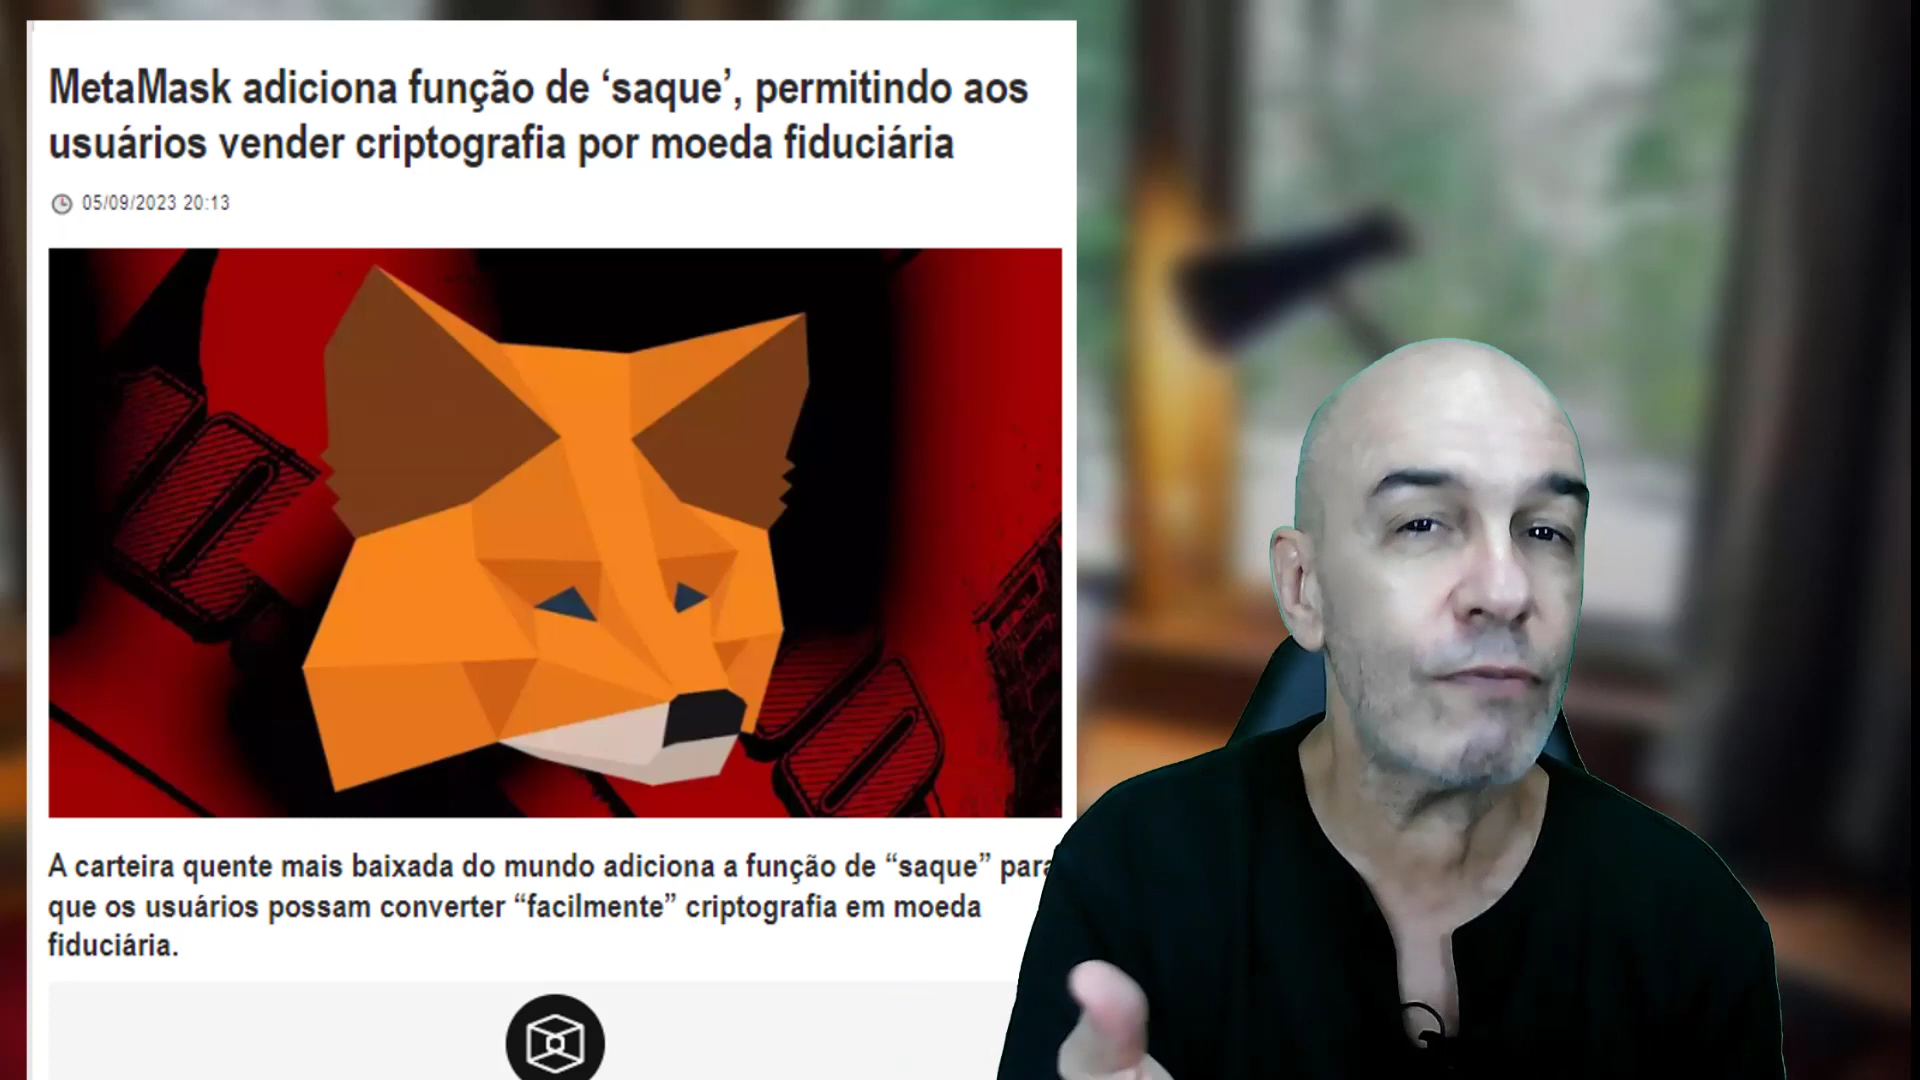 MetaMask adiciona função de ‘saque’, permitindo aos
usuários vender criptografia por moeda fiduciária
05/09/2023 20:13
A carteira quente mais baixada do mundo adiciona a função de “saque” para
que os usuários possam converter “facilmente” criptografia em moeda
fiduciária.